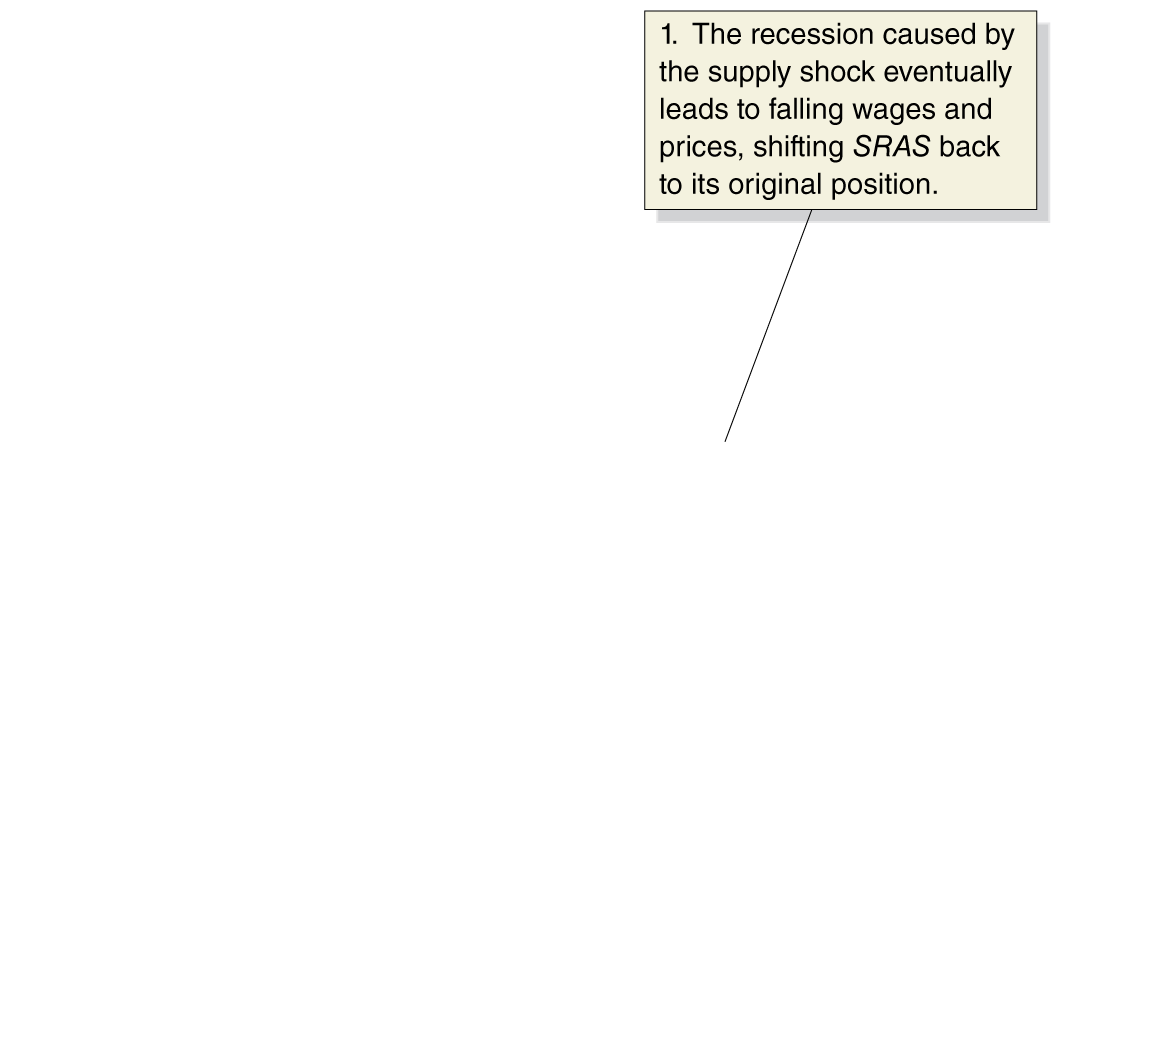 1. The recession caused by
the supply shock eventually
leads to falling wages and
prices, shifting SRAS back
to its original position.